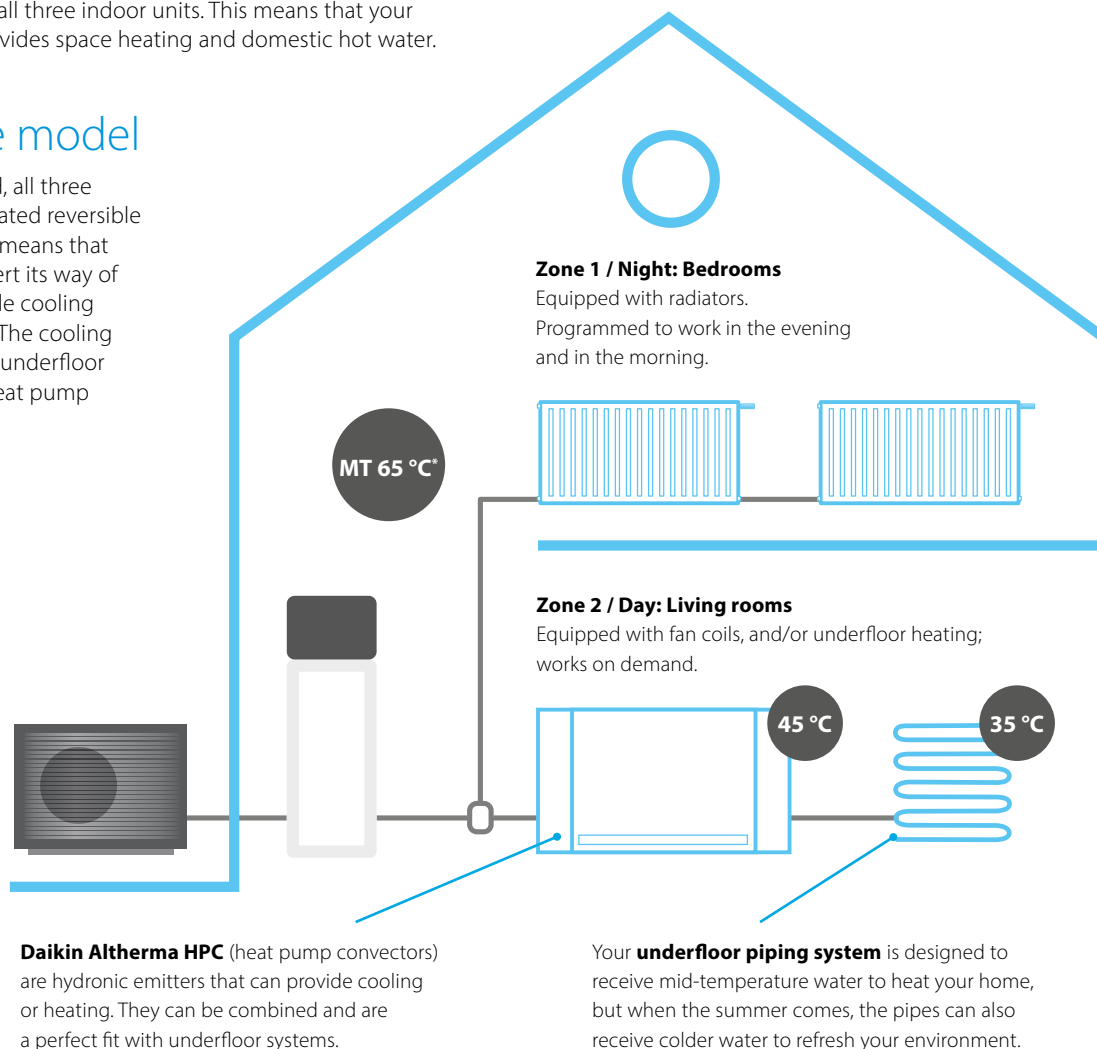 all three indoor units. This means that your
vides space heating and domestic hot water.
model
, all three
ated reversible
means that
ert its way of
le cooling
The cooling
underfloor
eat pump
Zone 1 / Night: Bedrooms
Equipped with radiators.
Programmed to work in the evening
and in the morning.
MT 65 °C*
Zone 2 / Day: Living rooms
Equipped with fan coils, and/or underfloor heating;
works on demand.
45 °C
35 °C
Daikin Altherma HPC (heat pump convectors)
are hydronic emitters that can provide cooling
or heating. They can be combined and are
a perfect fit with underfloor systems.
Your underfloor piping system is designed to
receive mid-temperature water to heat your home,
but when the summer comes, the pipes can also
receive colder water to refresh your environment.